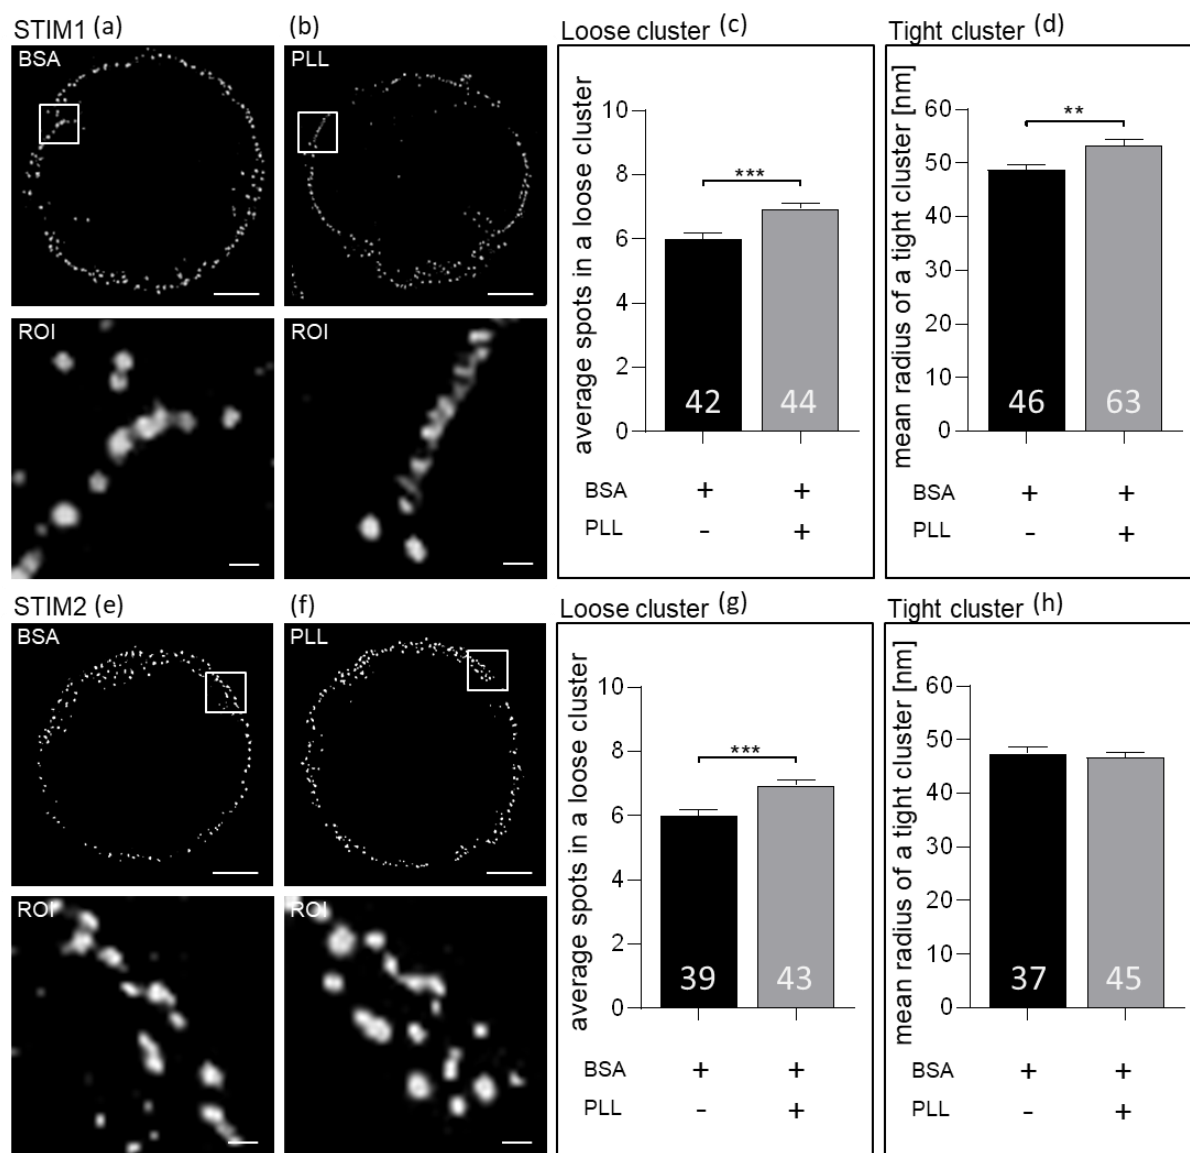 STIM1 (a)
(b)
Loose cluster (c)
Tight cluster (d)
BSA
PLL
ROI
ROI
average spots in a loose cluster
10
8
6
4
2
0
***
42
44
BSA + +
PLL - +
mean radius of a tight cluster [nm]
60
50
40
30
20
10
0
**
46
63
BSA + +
PLL - +
STIM2 (e)
(f)
Loose cluster (g)
Tight cluster (h)
BSA
PLL
ROI
ROI
average spots in a loose cluster
10
8
6
4
2
0
***
39
43
BSA + +
PLL - +
mean radius of a tight cluster [nm]
60
50
40
30
20
10
0
37
45
BSA + +
PLL - +